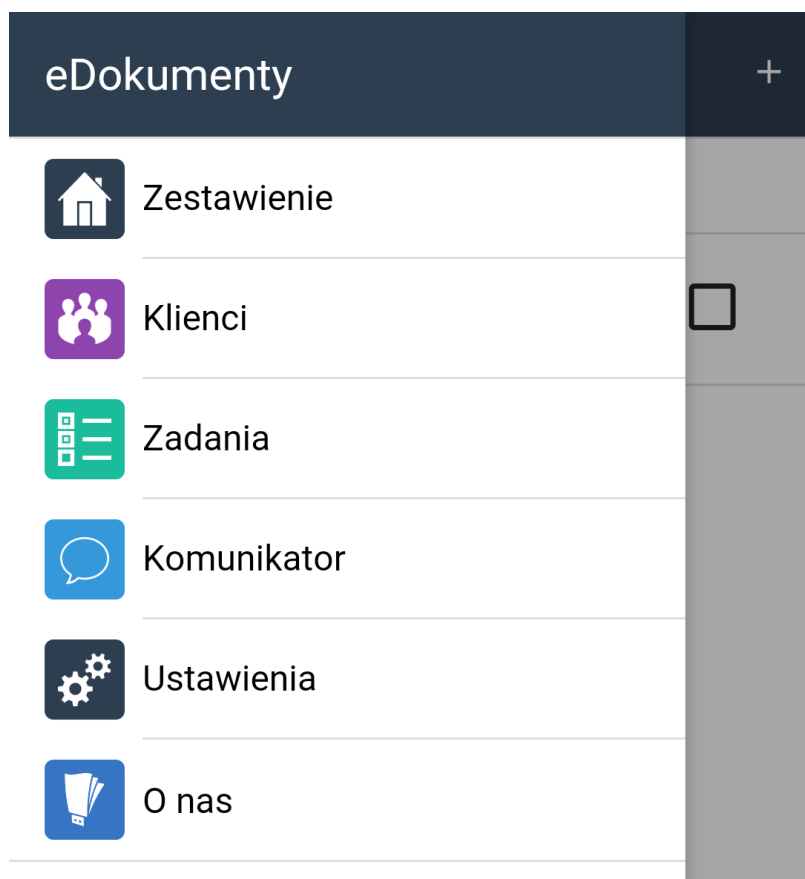 eDokumenty
+
Zestawienie
Klienci
Zadania
Komunikator
Ustawienia
O nas